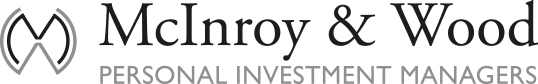 McInroy & Wood
PERSONAL INVESTMENT MANAGERS